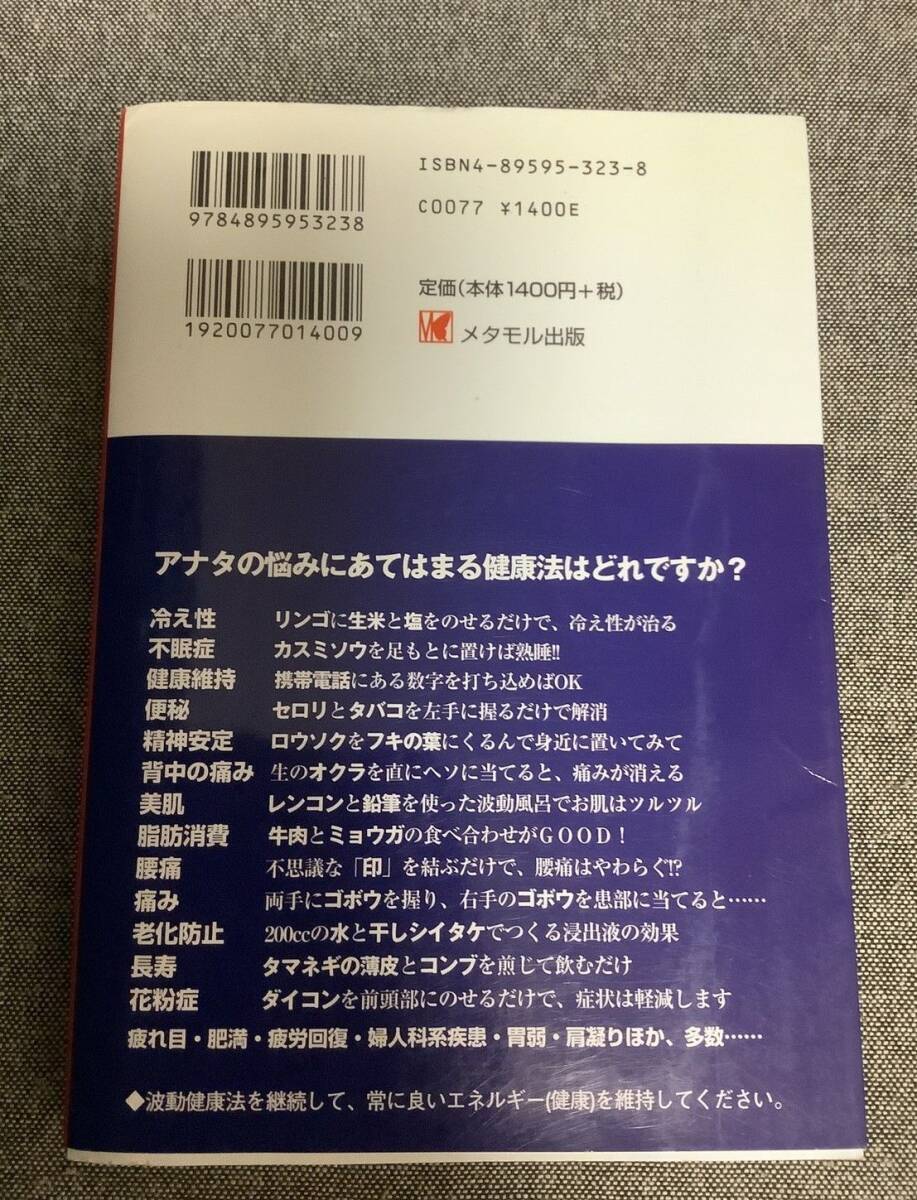 ISBN4-89595-323-8
9784895953238
C0077 ¥1400E
定価(本体1400円+税)
1920077014009
メタモル出版
アナタの悩みにあてはまる健康法はどれですか?
冷え性 リンゴに生米と塩をのせるだけで、冷え性が治る
不眠症 カスミソウを足もとに置けば熟睡!!
健康維持 携帯電話にある数字を打ち込めばOK
便秘 セロリとタバコを左手に握るだけで解消
精神安定 ロウソクをフキの葉にくるんで身近に置いてみて
背中の痛み 生のオクラを直にヘソに当てると、痛みが消える
美肌 レンコンと鉛筆を使った波動風呂でお肌はツルツル
脂肪消費 牛肉とミョウガの食べ合わせがGOOD!
腰痛 不思議な「印」を結ぶだけで、腰痛はやわらぐ!?
痛み 両手にゴボウを握り、右手のゴボウを患部に当てると……
老化防止 200ccの水と干しシイタケでつくる浸出液の効果
長寿 タマネギの薄皮とコンブを煎じて飲むだけ
花粉症 ダイコンを前頭部にのせるだけで、症状は軽減します
疲れ目・肥満・疲労回復・婦人科系疾患・胃弱・肩凝りほか、多数……
◆波動健康法を継続して、常に良いエネルギー(健康)を維持してください。